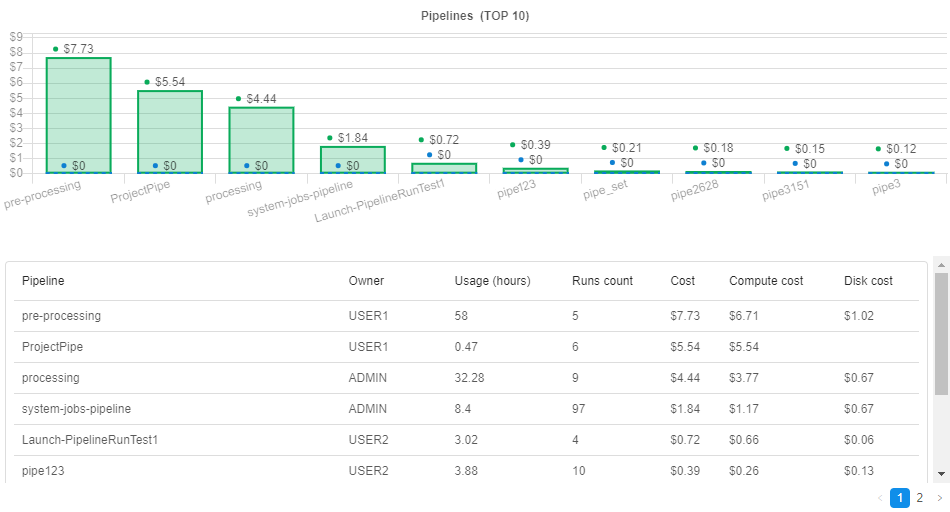 Pipelines (TOP 10)
$9
$8
$7
$6
$5
$4
$3
$2
$1
$0
$7.73
$5.54
$4.44
$1.84
$0.72
$0.39
$0.21
$0.18
$0.15
$0.12
$0
$0
$0
$0
$0
$0
$0
$0
$0
$0
pre-processing
ProjectPipe
processing
system-jobs-pipeline
Launch-PipelineRunTest1
pipe123
pipe_set
pipe2628
pipe3151
pipe3
Pipeline Owner Usage (hours) Runs count Cost Compute cost Disk cost
pre-processing USER1 58 5 $7.73 $6.71 $1.02
ProjectPipe USER1 0.47 6 $5.54 $5.54
processing ADMIN 32.28 9 $4.44 $3.77 $0.67
system-jobs-pipeline ADMIN 8.4 97 $1.84 $1.17 $0.67
Launch-PipelineRunTest1 USER2 3.02 4 $0.72 $0.66 $0.06
pipe123 USER2 3.88 10 $0.39 $0.26 $0.13
1 2